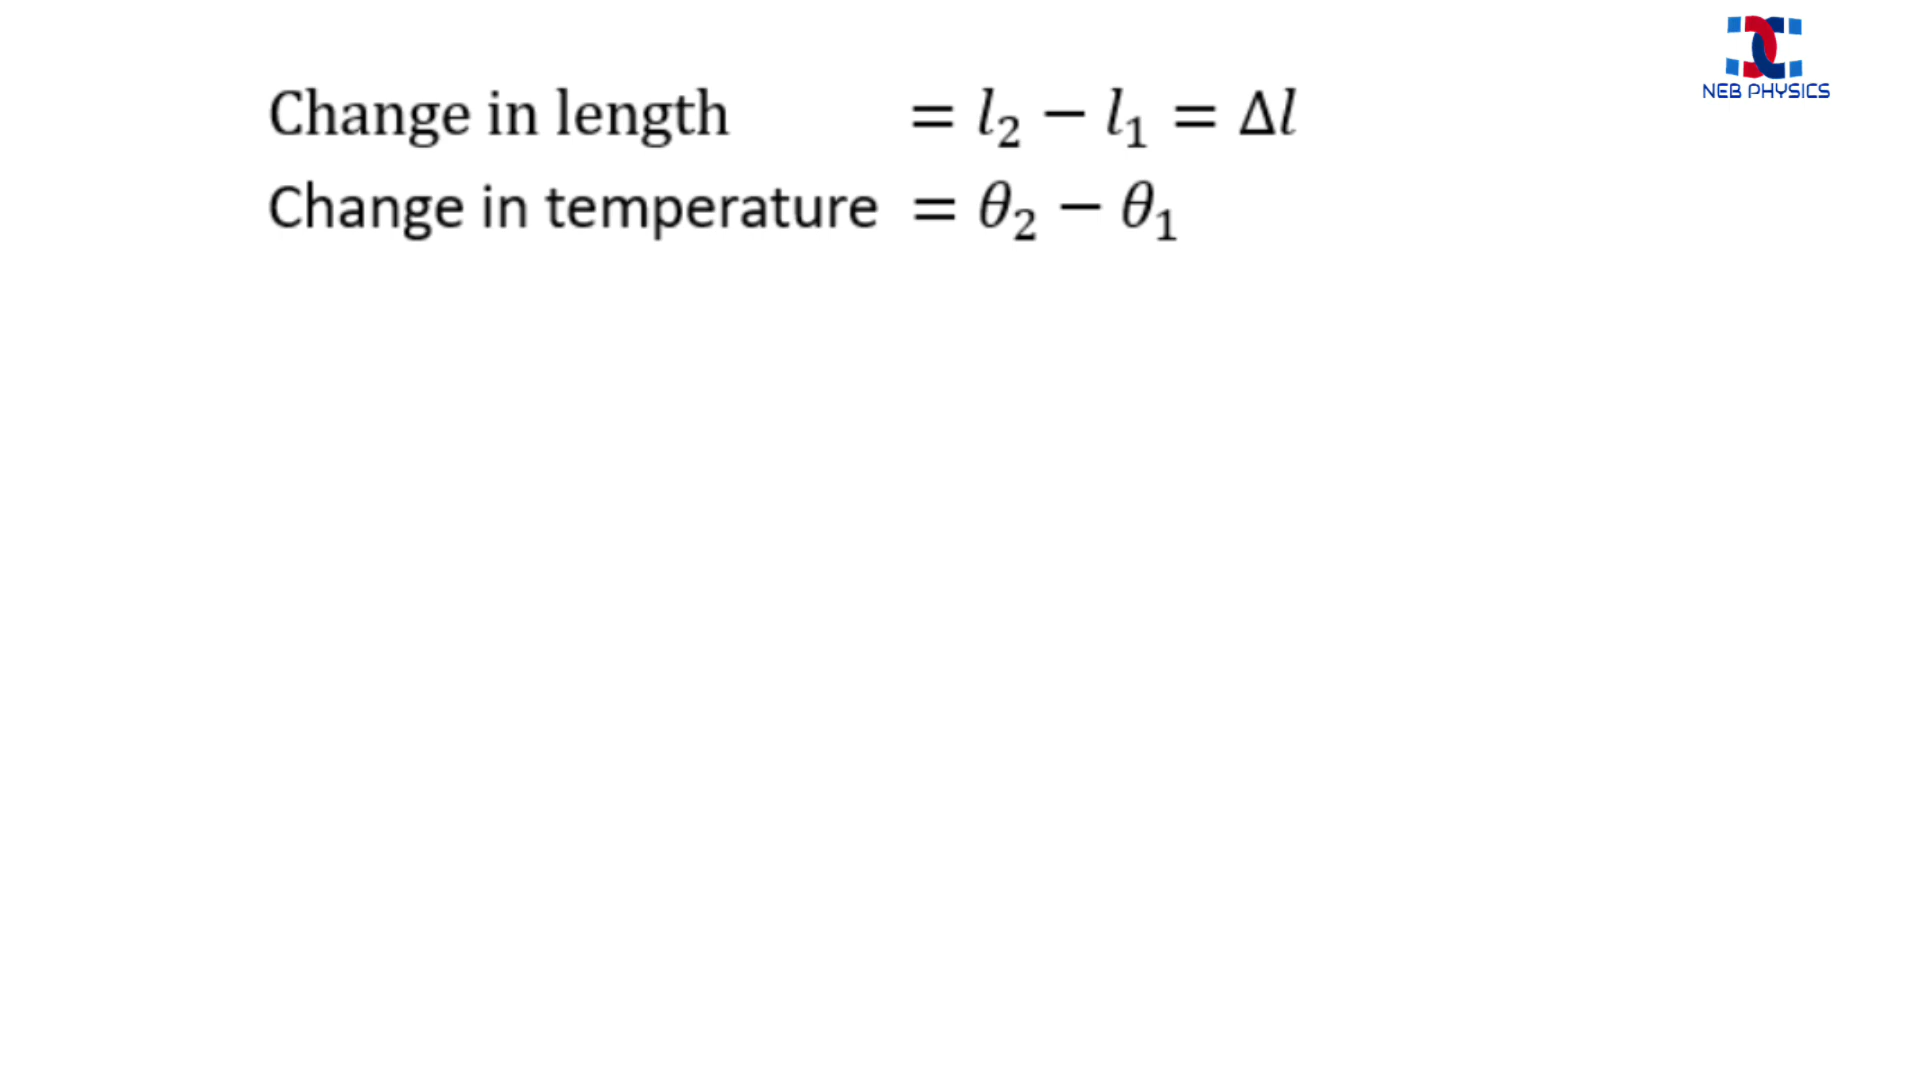 NEB PHYSICS
Change in length = l₂ − l₁ = Δl
Change in temperature = θ₂ − θ₁